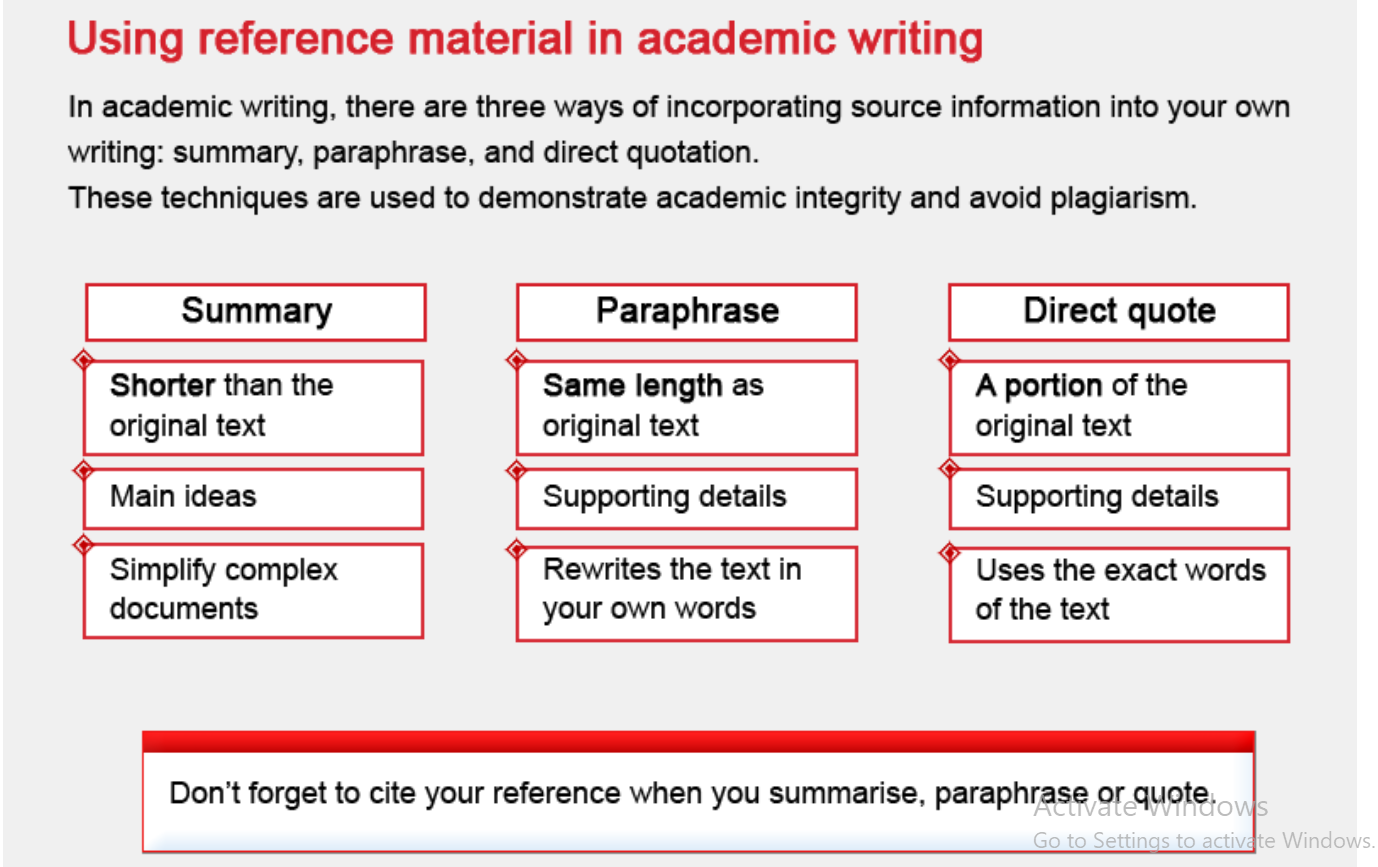 Using reference material in academic writing
In academic writing, there are three ways of incorporating source information into your own
writing: summary, paraphrase, and direct quotation.
These techniques are used to demonstrate academic integrity and avoid plagiarism.
Summary
Shorter than the
original text
Main ideas
Simplify complex
documents
Paraphrase
Same length as
original text
Supporting details
Rewrites the text in
your own words
Direct quote
A portion of the
original text
Supporting details
Uses the exact words
of the text
Don’t forget to cite your reference when you summarise, paraphrase or quote.
Activate Windows
Go to Settings to activate Windows.